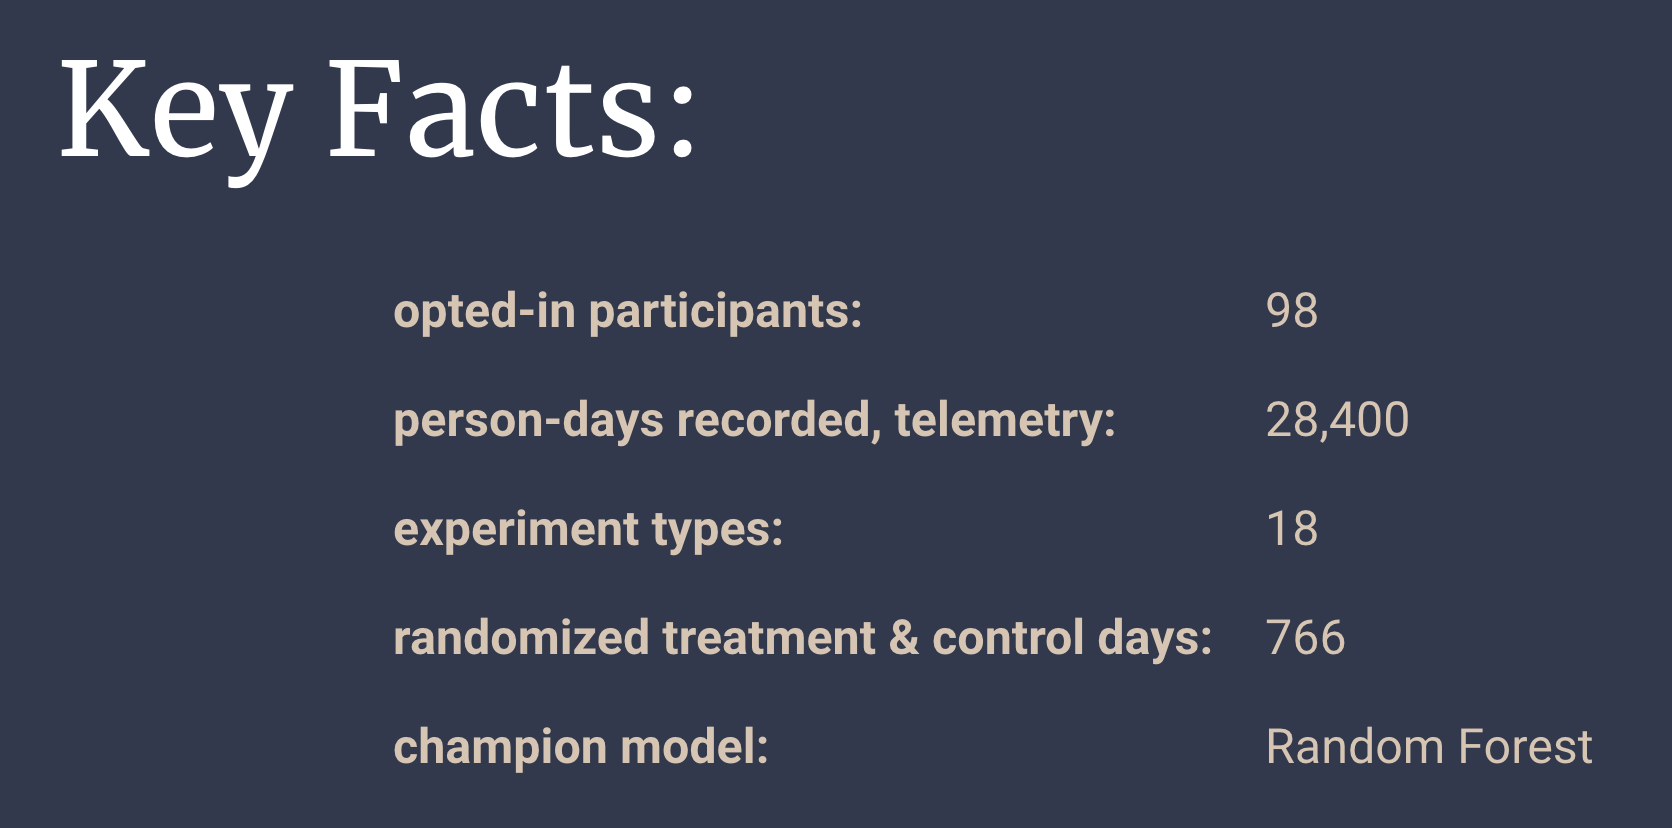 Key Facts:
opted-in participants: 98
person-days recorded, telemetry: 28,400
experiment types: 18
randomized treatment & control days: 766
champion model: Random Forest